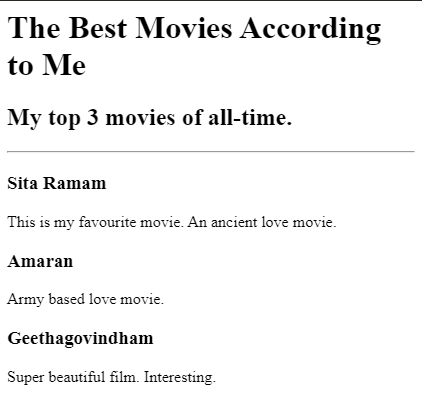 The Best Movies According
to Me
My top 3 movies of all-time.
Sita Ramam
This is my favourite movie. An ancient love movie.
Amaran
Army based love movie.
Geethagovindham
Super beautiful film. Interesting.